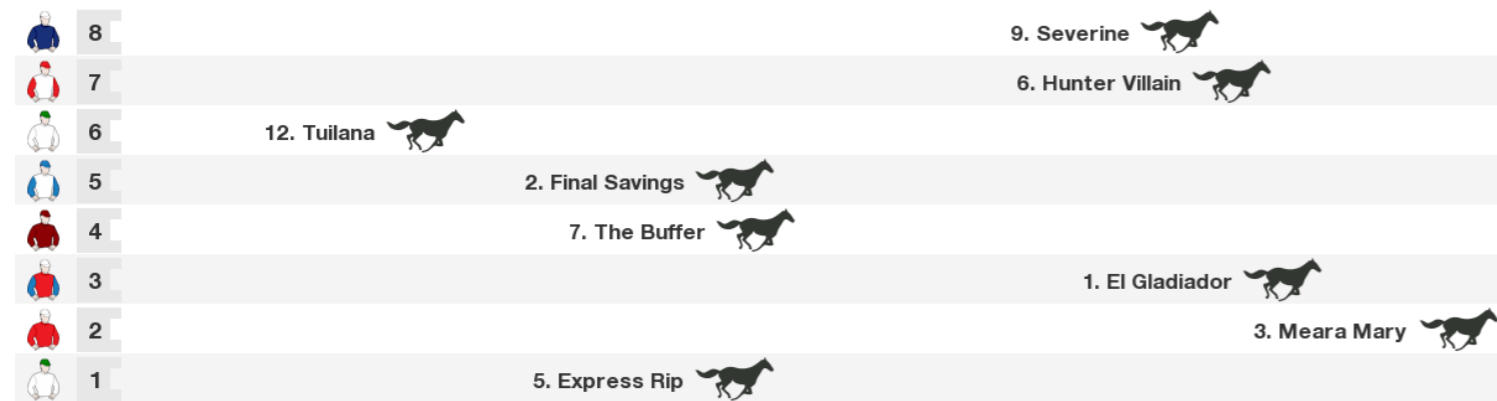 8 9. Severine
7 6. Hunter Villain
6 12. Tuilana
5 2. Final Savings
4 7. The Buffer
3 1. El Gladiador
2 3. Meara Mary
1 5. Express Rip